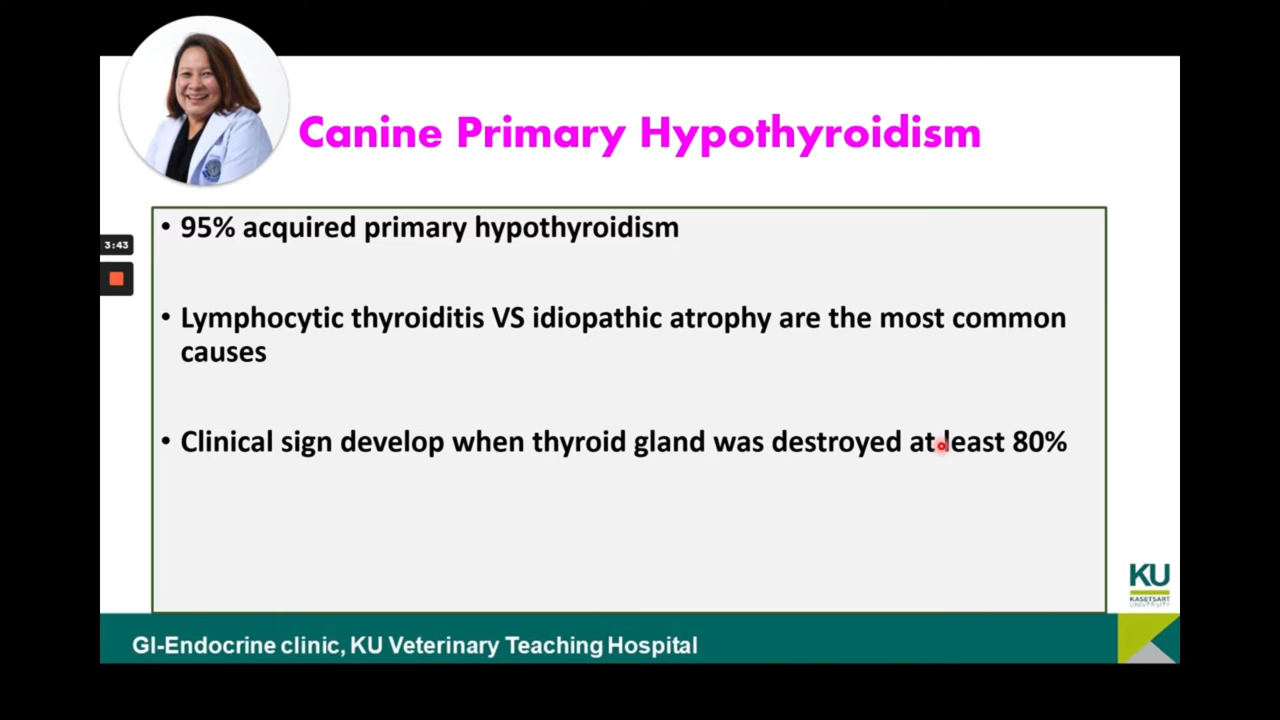 Canine Primary Hypothyroidism
3:43
• 95% acquired primary hypothyroidism
• Lymphocytic thyroiditis VS idiopathic atrophy are the most common
causes
• Clinical sign develop when thyroid gland was destroyed at least 80%
KU
KASETSART
UNIVERSITY
GI-Endocrine clinic, KU Veterinary Teaching Hospital